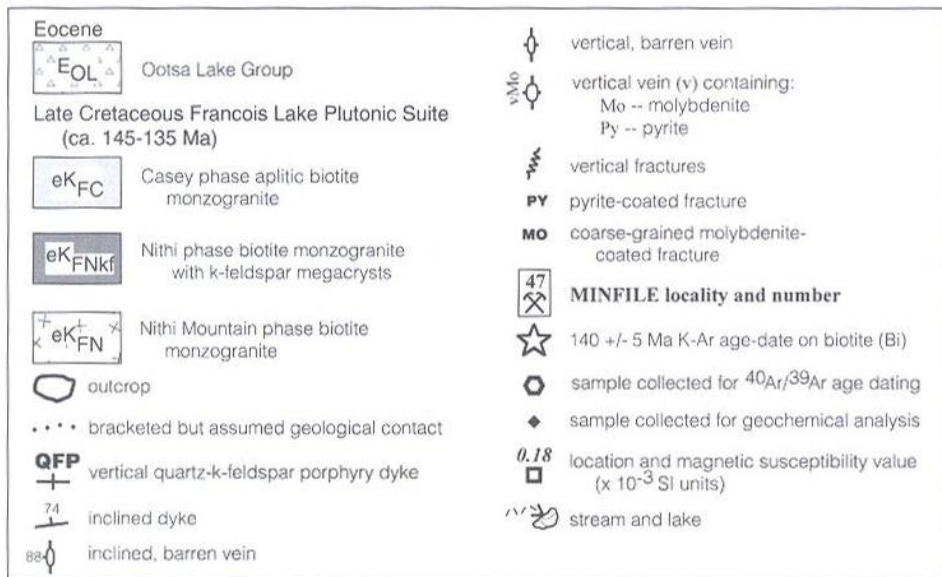 Eocene
EOL
Ootsa Lake Group
Late Cretaceous Francois Lake Plutonic Suite
(ca. 145-135 Ma)
eKFC
Casey phase aplitic biotite
monzogranite
eKFNkf
Nithi phase biotite monzogranite
with k-feldspar megacrysts
eKFN
Nithi Mountain phase biotite
monzogranite
outcrop
bracketed but assumed geological contact
QFP
vertical quartz-k-feldspar porphyry dyke
74
inclined dyke
88
inclined, barren vein
vertical, barren vein
vMo
vertical vein (v) containing:
Mo -- molybdenite
Py -- pyrite
vertical fractures
PY pyrite-coated fracture
MO coarse-grained molybdenite-
coated fracture
47
MINFILE locality and number
140 +/- 5 Ma K-Ar age-date on biotite (Bi)
sample collected for 40Ar/39Ar age dating
sample collected for geochemical analysis
0.18
location and magnetic susceptibility value
(x 10-3 SI units)
stream and lake